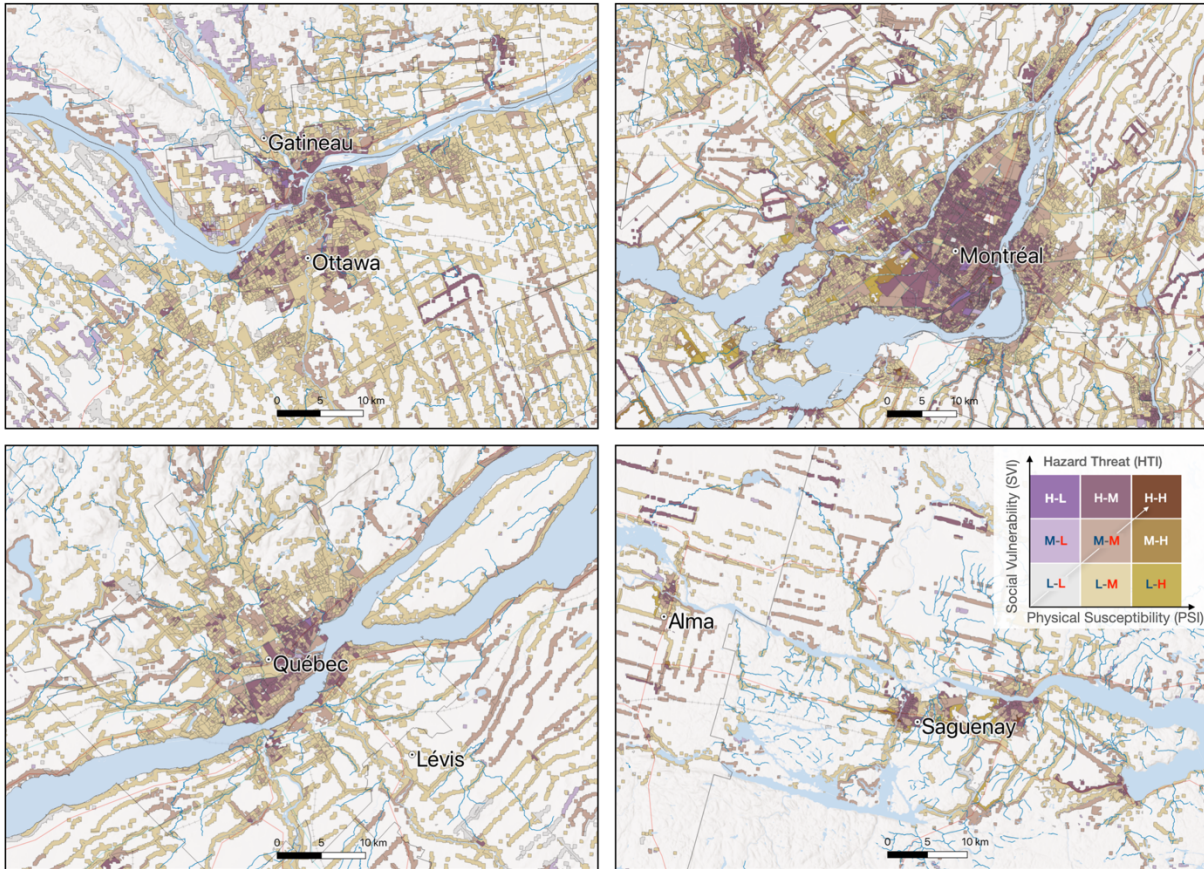 Gatineau
Ottawa
0 5 10 km
Montréal
0 5 10 km
Québec
Lévis
0 5 10 km
Hazard Threat (HTI)
Social Vulnerability (SVI)
H-L H-M H-H
M-L M-M M-H
L-L L-M L-H
Physical Susceptibility (PSI)
Alma
Saguenay
0 5 10 km